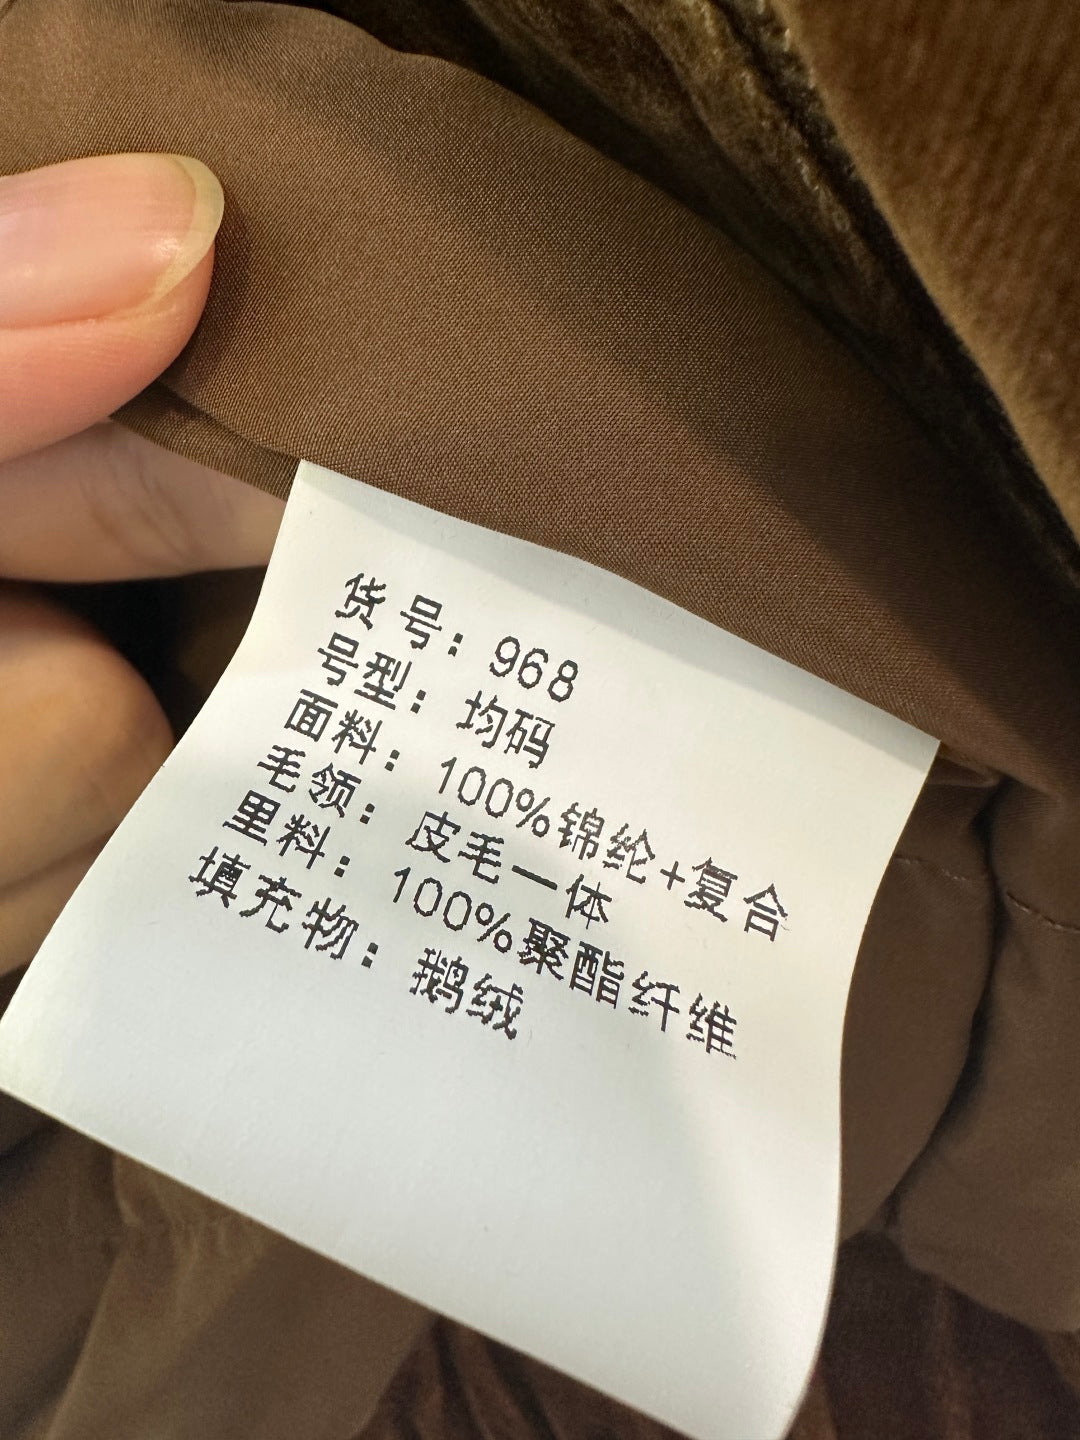 货号：968
号型：均码
面料：100%锦纶+复合
毛领：皮毛一体
里料：100%聚酯纤维
填充物：鹅绒